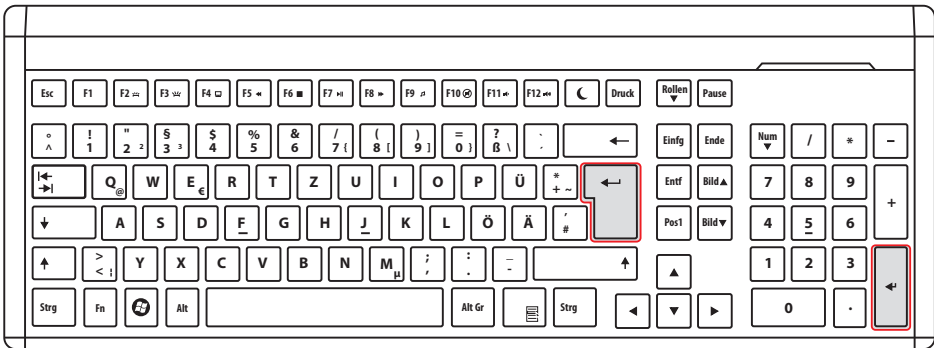 Esc F1 F2 F3 F4 F5 F6 F7 F8 F9 F10 F11 F12 Druck Rollen Pause
° ! " § $ % & / ( ) = ? ` Einfg Ende Num / * −
^ 1 2 ² 3 ³ 4 5 6 7 { 8 [ 9 ] 0 } ß \ ´
Q @ W E € R T Z U I O P Ü * + ~ Entf Bild▲ 7 8 9 +
A S D F G H J K L Ö Ä ' # Pos1 Bild▼ 4 5 6
> < ¦ Y X C V B N M µ ; , : . _ - ▲ 1 2 3
Strg Fn Alt Alt Gr Strg ◄ ▼ ► 0 .